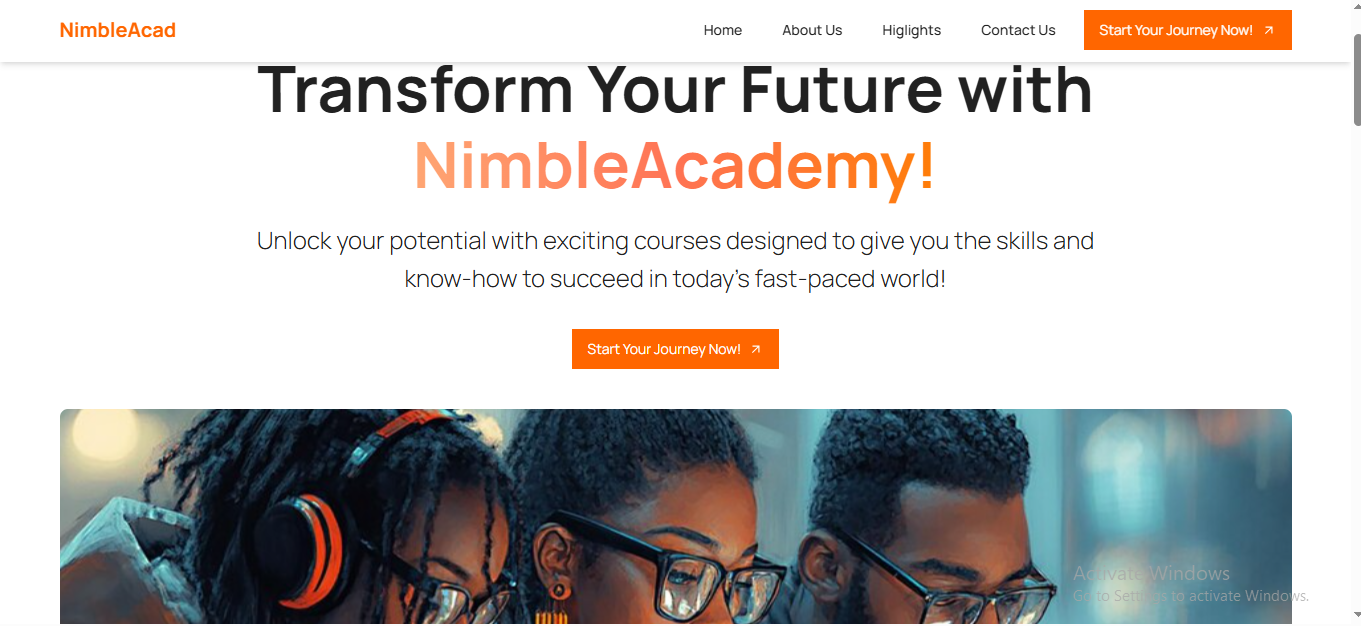 NimbleAcad
Home
About Us
Higlights
Contact Us
Start Your Journey Now!
Transform Your Future with
NimbleAcademy!
Unlock your potential with exciting courses designed to give you the skills and
know-how to succeed in today's fast-paced world!
Start Your Journey Now!
Activate Windows
Go to Settings to activate Windows.